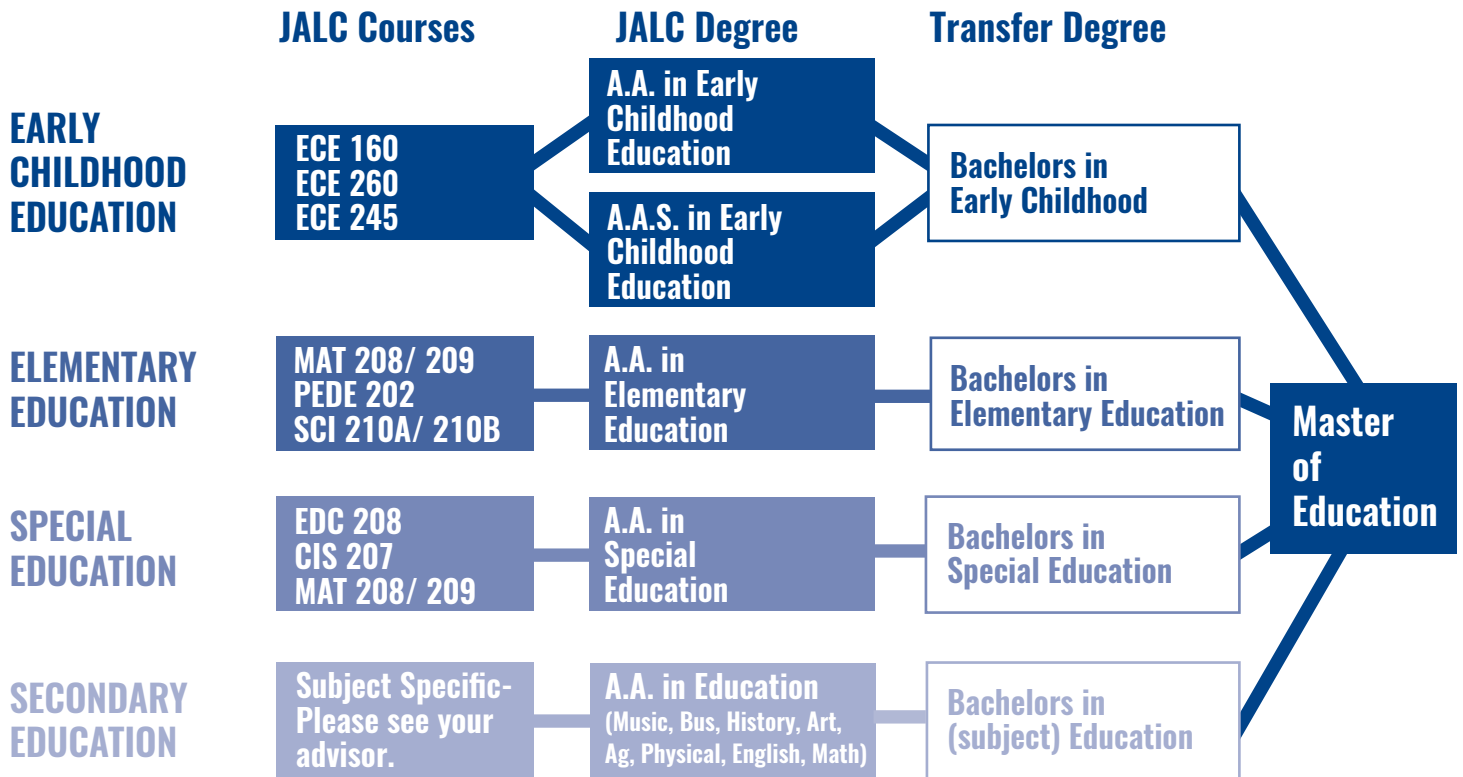 JALC Courses
JALC Degree
Transfer Degree
EARLY
CHILDHOOD
EDUCATION
ECE 160
ECE 260
ECE 245
A.A. in Early
Childhood
Education
A.A.S. in Early
Childhood
Education
Bachelors in
Early Childhood
ELEMENTARY
EDUCATION
MAT 208/ 209
PEDE 202
SCI 210A/ 210B
A.A. in
Elementary
Education
Bachelors in
Elementary Education
SPECIAL
EDUCATION
EDC 208
CIS 207
MAT 208/ 209
A.A. in
Special
Education
Bachelors in
Special Education
SECONDARY
EDUCATION
Subject Specific-
Please see your
advisor.
A.A. in Education
(Music, Bus, History, Art,
Ag, Physical, English, Math)
Bachelors in
(subject) Education
Master
of
Education